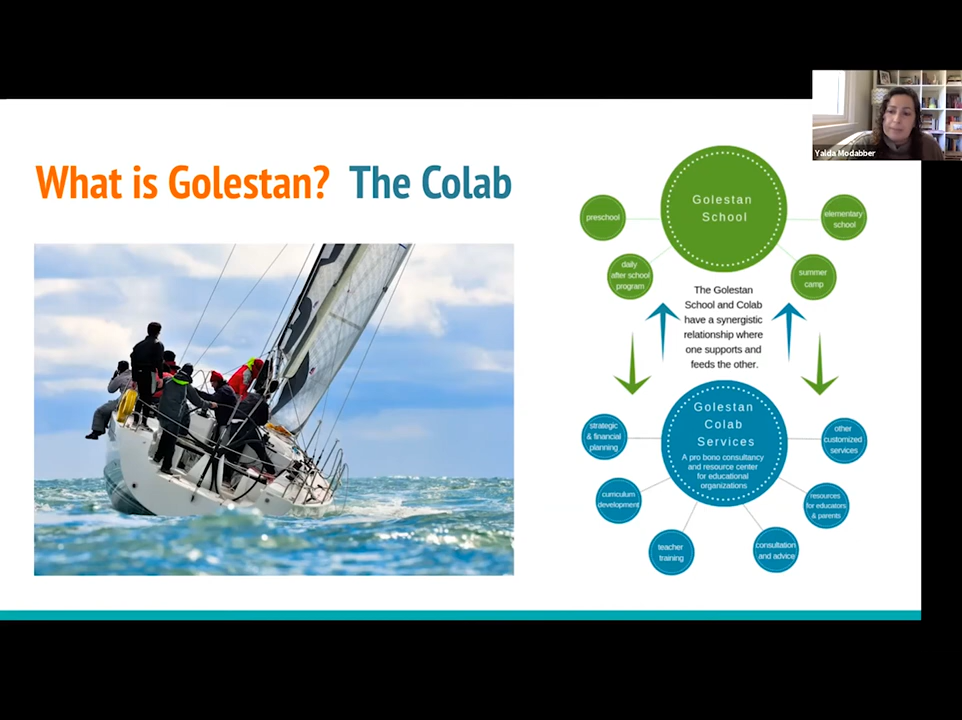 Yalda Modabber
What is Golestan? The Colab
Golestan
School
preschool
elementary
school
daily
after school
program
summer
camp
The Golestan
School and Colab
have a synergistic
relationship where
one supports and
feeds the other.
Golestan
Colab
Services
A pro bono consultancy
and resource center
for educational
organizations
strategic
& financial
planning
other
customized
services
curriculum
development
resources
for educators
& parents
teacher
training
consultation
and advice